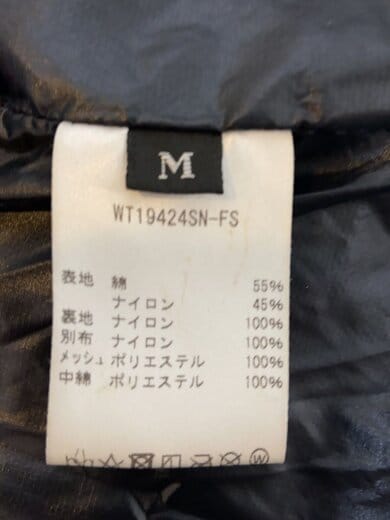 M
WT19424SN-FS
表地 綿 55%
ナイロン 45%
裏地 ナイロン 100%
別布 ナイロン 100%
メッシュ ポリエステル 100%
中綿 ポリエステル 100%
W